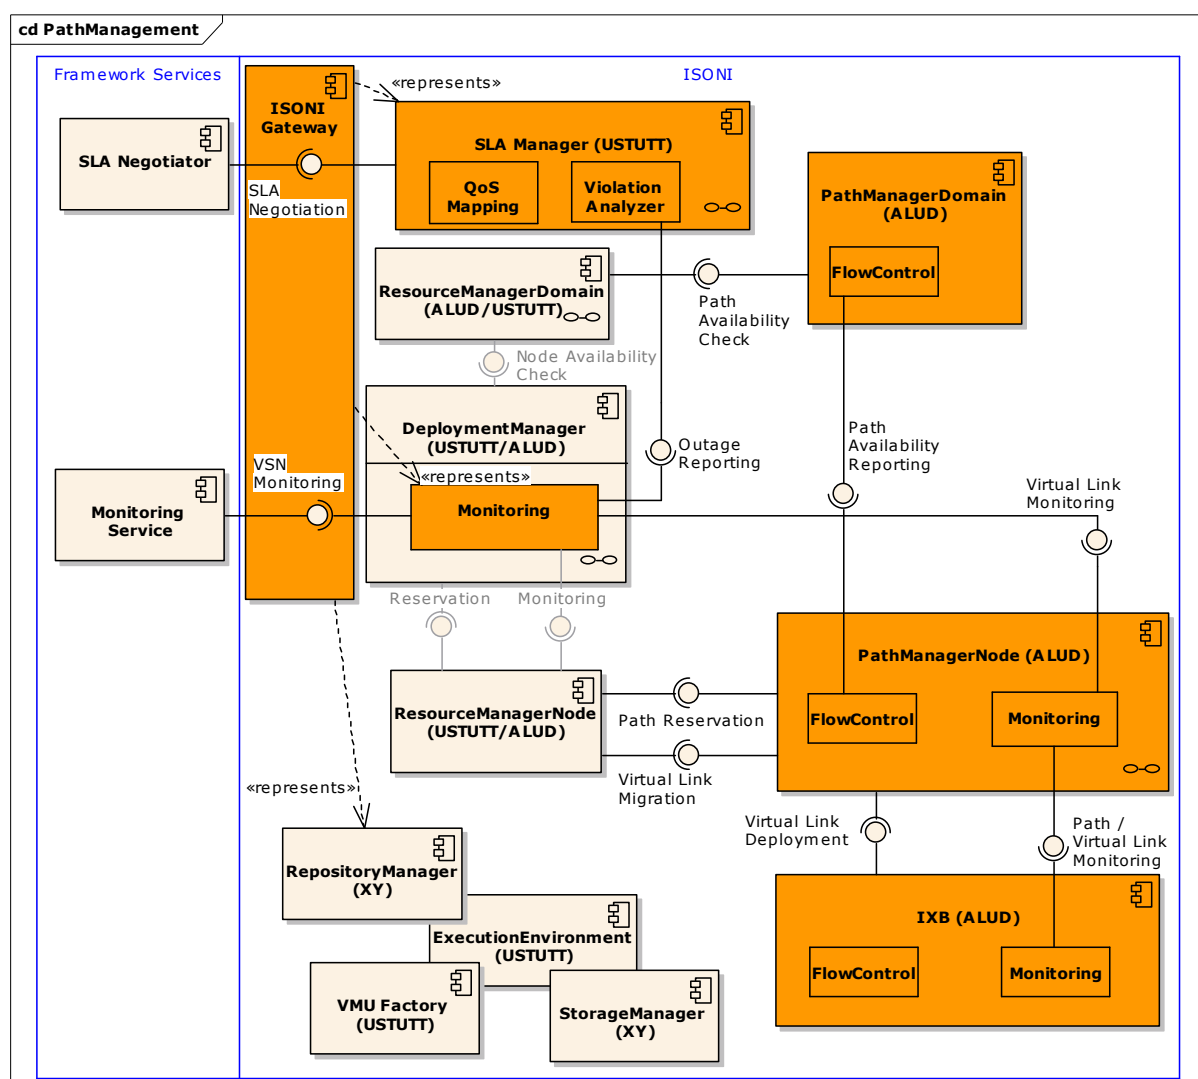 cd PathManagement
Framework Services
ISONI
ISONI
Gateway
«represents»
SLA Negotiator
SLA
Negotiation
SLA Manager (USTUTT)
QoS
Mapping
Violation
Analyzer
PathManagerDomain
(ALUD)
FlowControl
ResourceManagerDomain
(ALUD/USTUTT)
Path
Availability
Check
Node Availability
Check
DeploymentManager
(USTUTT/ALUD)
Outage
Reporting
Path
Availability
Reporting
VSN
Monitoring
«represents»
Monitoring
Virtual Link
Monitoring
Monitoring
Service
Reservation
Monitoring
PathManagerNode (ALUD)
FlowControl
Monitoring
ResourceManagerNode
(USTUTT/ALUD)
Path Reservation
Virtual Link
Migration
«represents»
Virtual Link
Deployment
Path /
Virtual Link
Monitoring
RepositoryManager
(XY)
IXB (ALUD)
FlowControl
Monitoring
ExecutionEnvironment
(USTUTT)
VMU Factory
(USTUTT)
StorageManager
(XY)